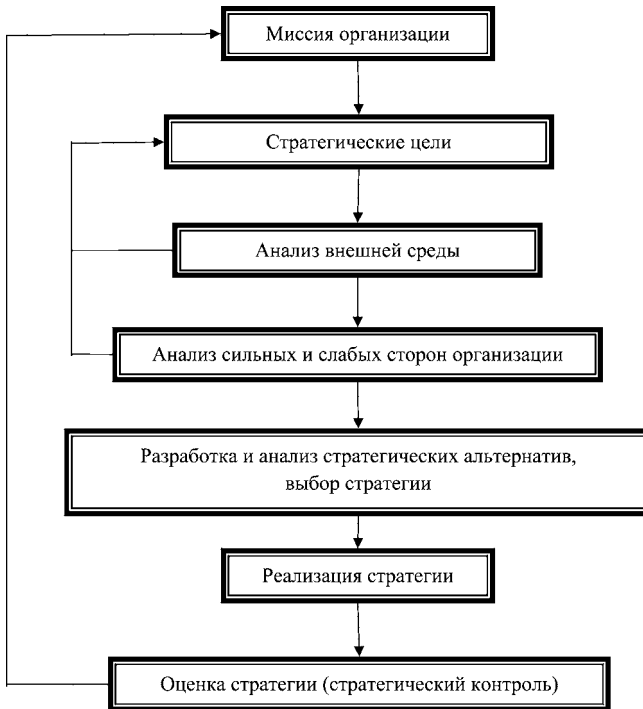 Миссия организации
Стратегические цели
Анализ внешней среды
Анализ сильных и слабых сторон организации
Разработка и анализ стратегических альтернатив,
выбор стратегии
Реализация стратегии
Оценка стратегии (стратегический контроль)